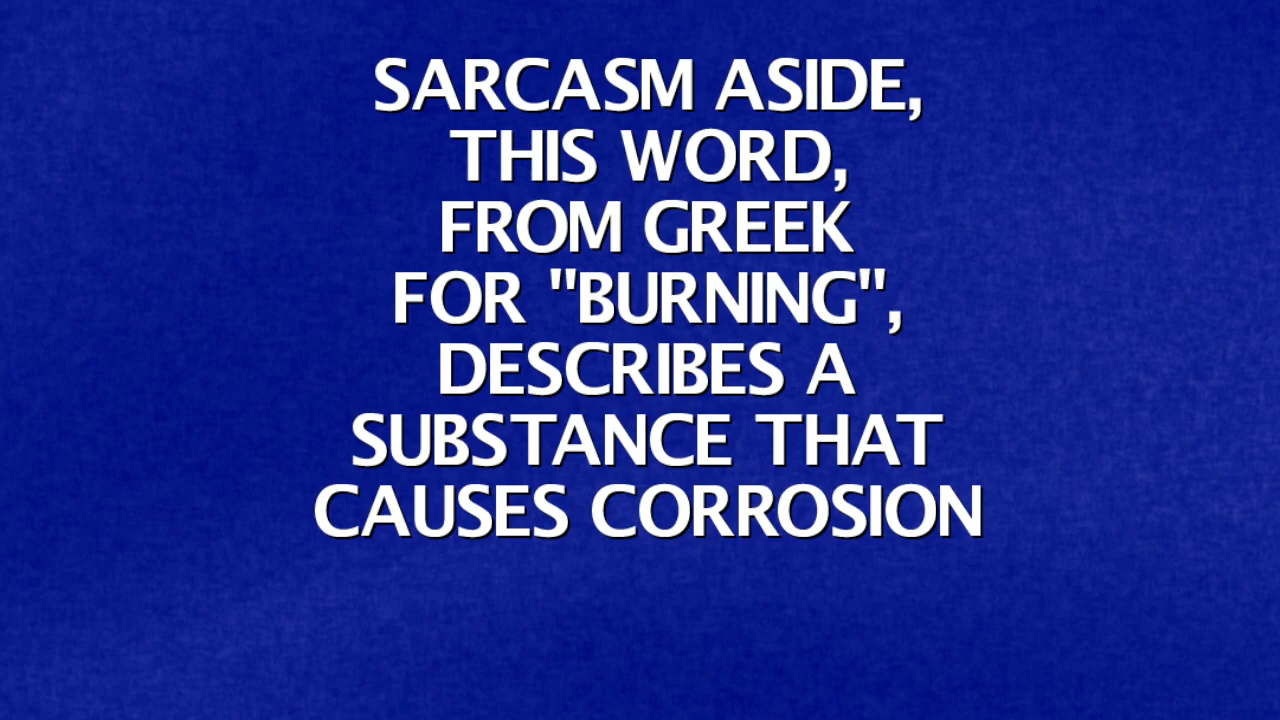 SARCASM ASIDE,
THIS WORD,
FROM GREEK
FOR "BURNING",
DESCRIBES A
SUBSTANCE THAT
CAUSES CORROSION